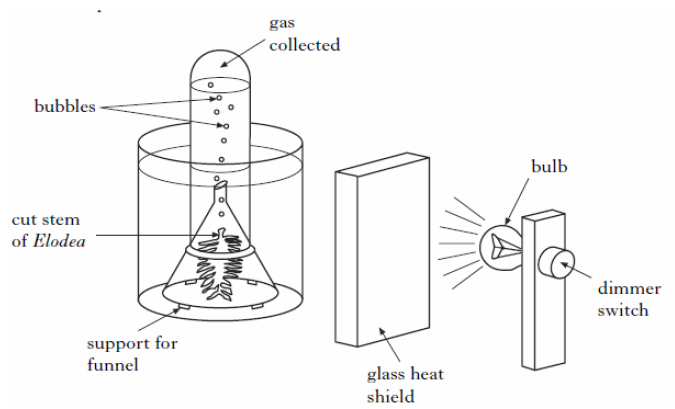 gas
collected
bubbles
bulb
cut stem
of Elodea
dimmer
switch
support for
funnel
glass heat
shield